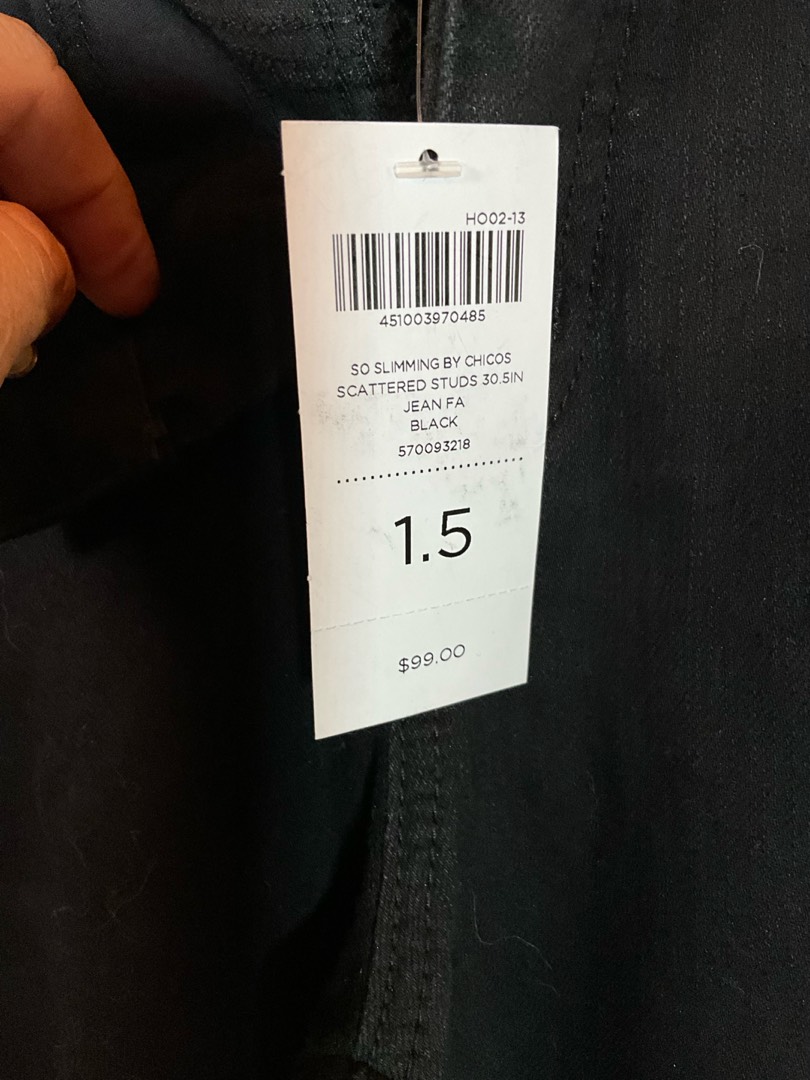 HO02-13
451003970485
SO SLIMMING BY CHICOS
SCATTERED STUDS 30.5IN
JEAN FA
BLACK
570093218
1.5
$99.00